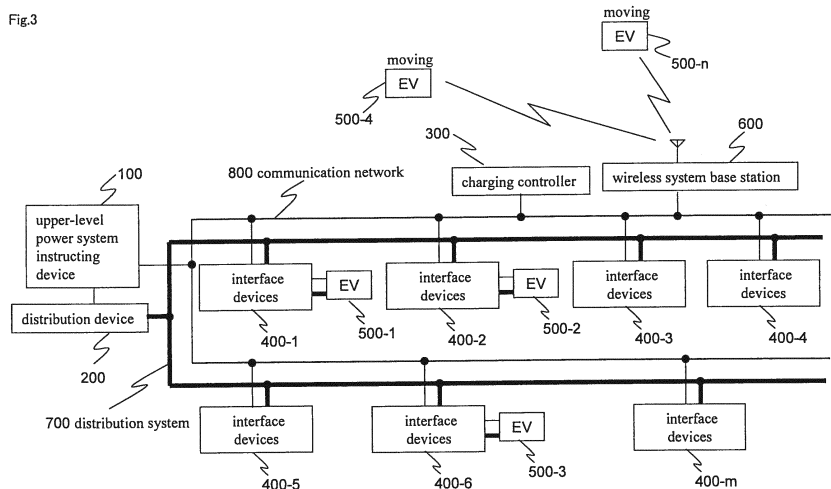 Fig.3
moving
EV
500-n
moving
EV
500-4
300
600
100
800 communication network
charging controller
wireless system base station
upper-level
power system
instructing
device
interface
devices
EV
interface
devices
EV
interface
devices
interface
devices
distribution device
400-1
500-1
400-2
500-2
400-3
400-4
200
700 distribution system
interface
devices
interface
devices
EV
interface
devices
400-5
400-6
500-3
400-m